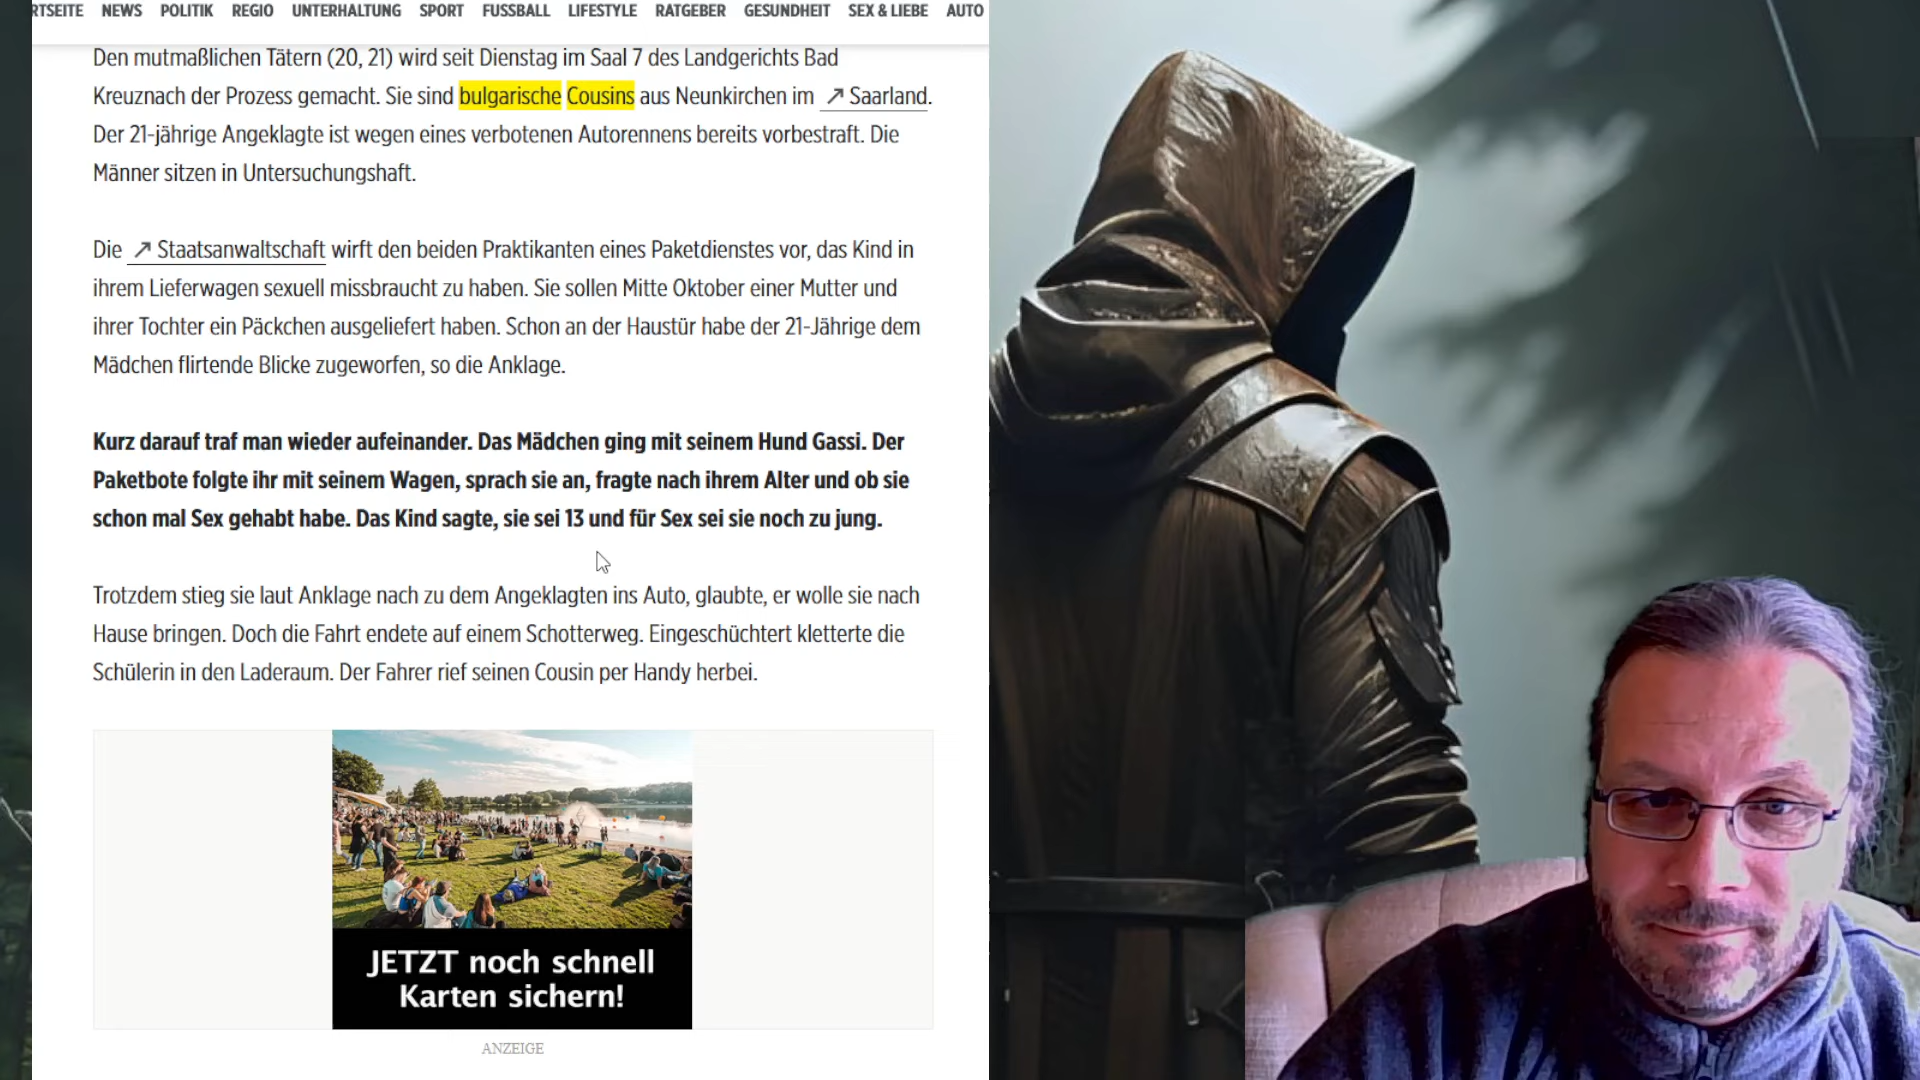 RTSEITE NEWS POLITIK REGIO UNTERHALTUNG SPORT FUSSBALL LIFESTYLE RATGEBER GESUNDHEIT SEX & LIEBE AUTO
Den mutmaßlichen Tätern (20, 21) wird seit Dienstag im Saal 7 des Landgerichts Bad
Kreuznach der Prozess gemacht. Sie sind bulgarische Cousins aus Neunkirchen im ↗ Saarland.
Der 21-jährige Angeklagte ist wegen eines verbotenen Autorennens bereits vorbestraft. Die
Männer sitzen in Untersuchungshaft.
Die ↗ Staatsanwaltschaft wirft den beiden Praktikanten eines Paketdienstes vor, das Kind in
ihrem Lieferwagen sexuell missbraucht zu haben. Sie sollen Mitte Oktober einer Mutter und
ihrer Tochter ein Päckchen ausgeliefert haben. Schon an der Haustür habe der 21-Jährige dem
Mädchen flirtende Blicke zugeworfen, so die Anklage.
Kurz darauf traf man wieder aufeinander. Das Mädchen ging mit seinem Hund Gassi. Der
Paketbote folgte ihr mit seinem Wagen, sprach sie an, fragte nach ihrem Alter und ob sie
schon mal Sex gehabt habe. Das Kind sagte, sie sei 13 und für Sex sei sie noch zu jung.
Trotzdem stieg sie laut Anklage nach zu dem Angeklagten ins Auto, glaubte, er wolle sie nach
Hause bringen. Doch die Fahrt endete auf einem Schotterweg. Eingeschüchtert kletterte die
Schülerin in den Laderaum. Der Fahrer rief seinen Cousin per Handy herbei.
JETZT noch schnell
Karten sichern!
ANZEIGE